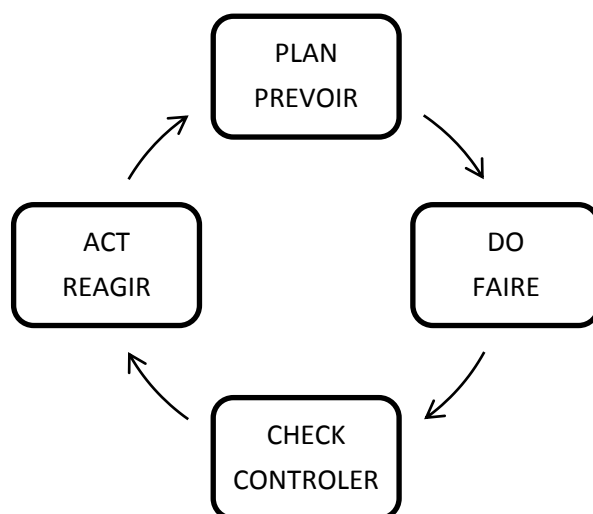 PLAN
PREVOIR
DO
FAIRE
CHECK
CONTROLER
ACT
REAGIR